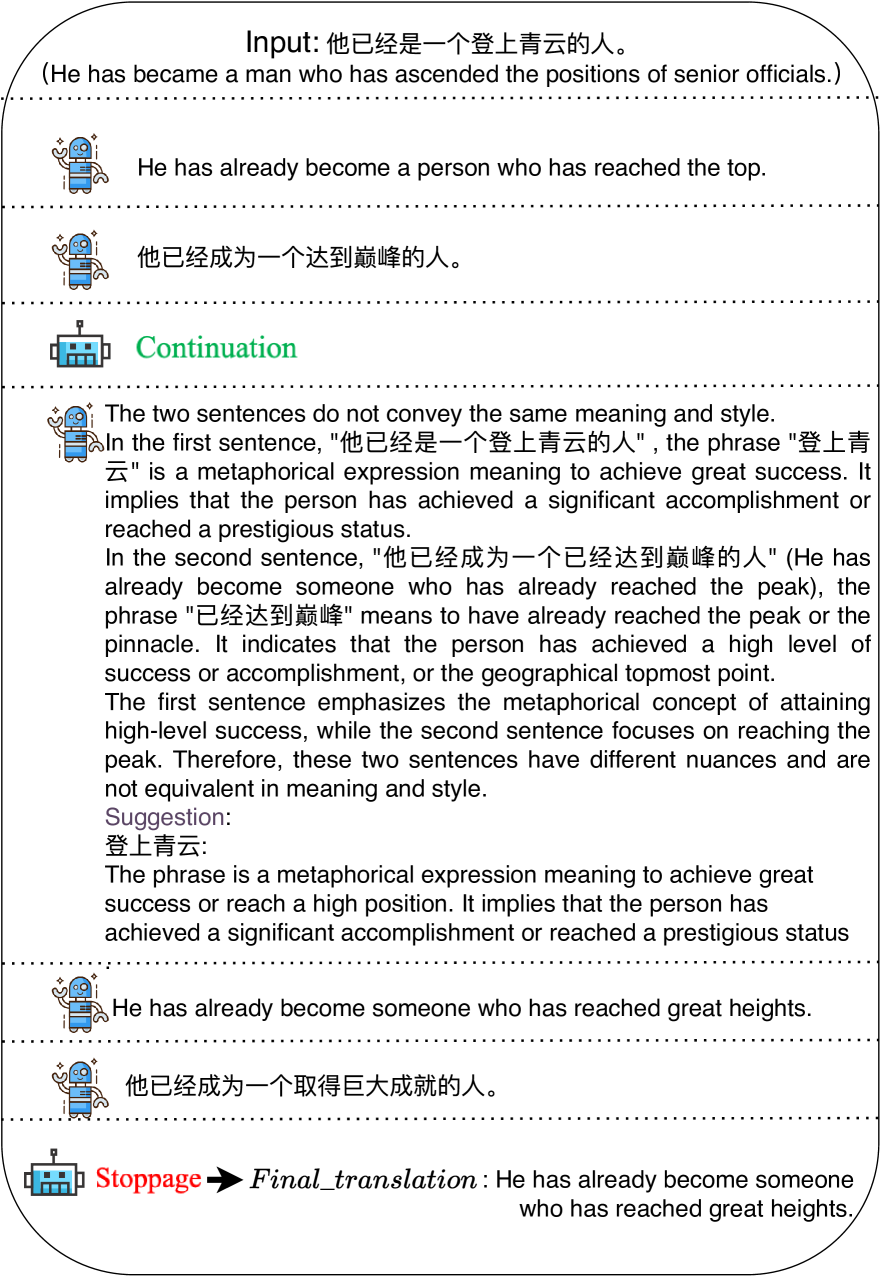 Input: 他已经是一个登上青云的人。
(He has became a man who has ascended the positions of senior officials.)
He has already become a person who has reached the top.
他已经成为一个达到巅峰的人。
Continuation
The two sentences do not convey the same meaning and style.
In the first sentence, "他已经是一个登上青云的人" , the phrase "登上青
云" is a metaphorical expression meaning to achieve great success. It
implies that the person has achieved a significant accomplishment or
reached a prestigious status.
In the second sentence, "他已经成为一个已经达到巅峰的人" (He has
already become someone who has already reached the peak), the
phrase "已经达到巅峰" means to have already reached the peak or the
pinnacle. It indicates that the person has achieved a high level of
success or accomplishment, or the geographical topmost point.
The first sentence emphasizes the metaphorical concept of attaining
high-level success, while the second sentence focuses on reaching the
peak. Therefore, these two sentences have different nuances and are
not equivalent in meaning and style.
Suggestion:
登上青云:
The phrase is a metaphorical expression meaning to achieve great
success or reach a high position. It implies that the person has
achieved a significant accomplishment or reached a prestigious status
.
He has already become someone who has reached great heights.
他已经成为一个取得巨大成就的人。
Stoppage → Final_translation : He has already become someone
who has reached great heights.